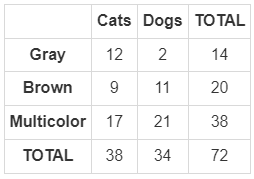 Cats Dogs TOTAL
Gray 12 2 14
Brown 9 11 20
Multicolor 17 21 38
TOTAL 38 34 72